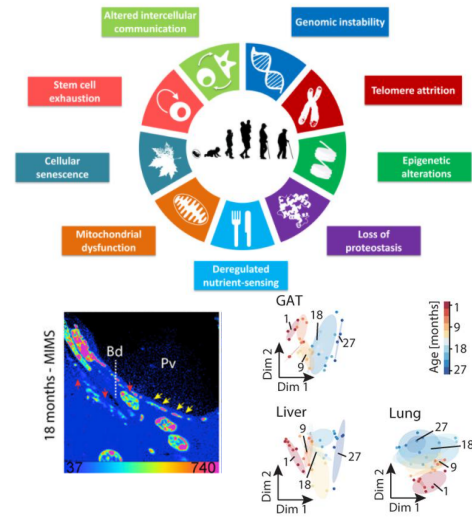 Altered intercellular
communication
Genomic instability
Stem cell
exhaustion
Telomere attrition
Cellular
senescence
Epigenetic
alterations
Mitochondrial
dysfunction
Loss of
proteostasis
Deregulated
nutrient-sensing
18 months - MIMS
Bd
Pv
37
740
GAT
1
18
9
27
Dim 2
Dim 1
Age [months]
1
9
18
27
Liver
9
1
18
27
Dim 2
Dim 1
Lung
27
18
9
1
Dim 2
Dim 1